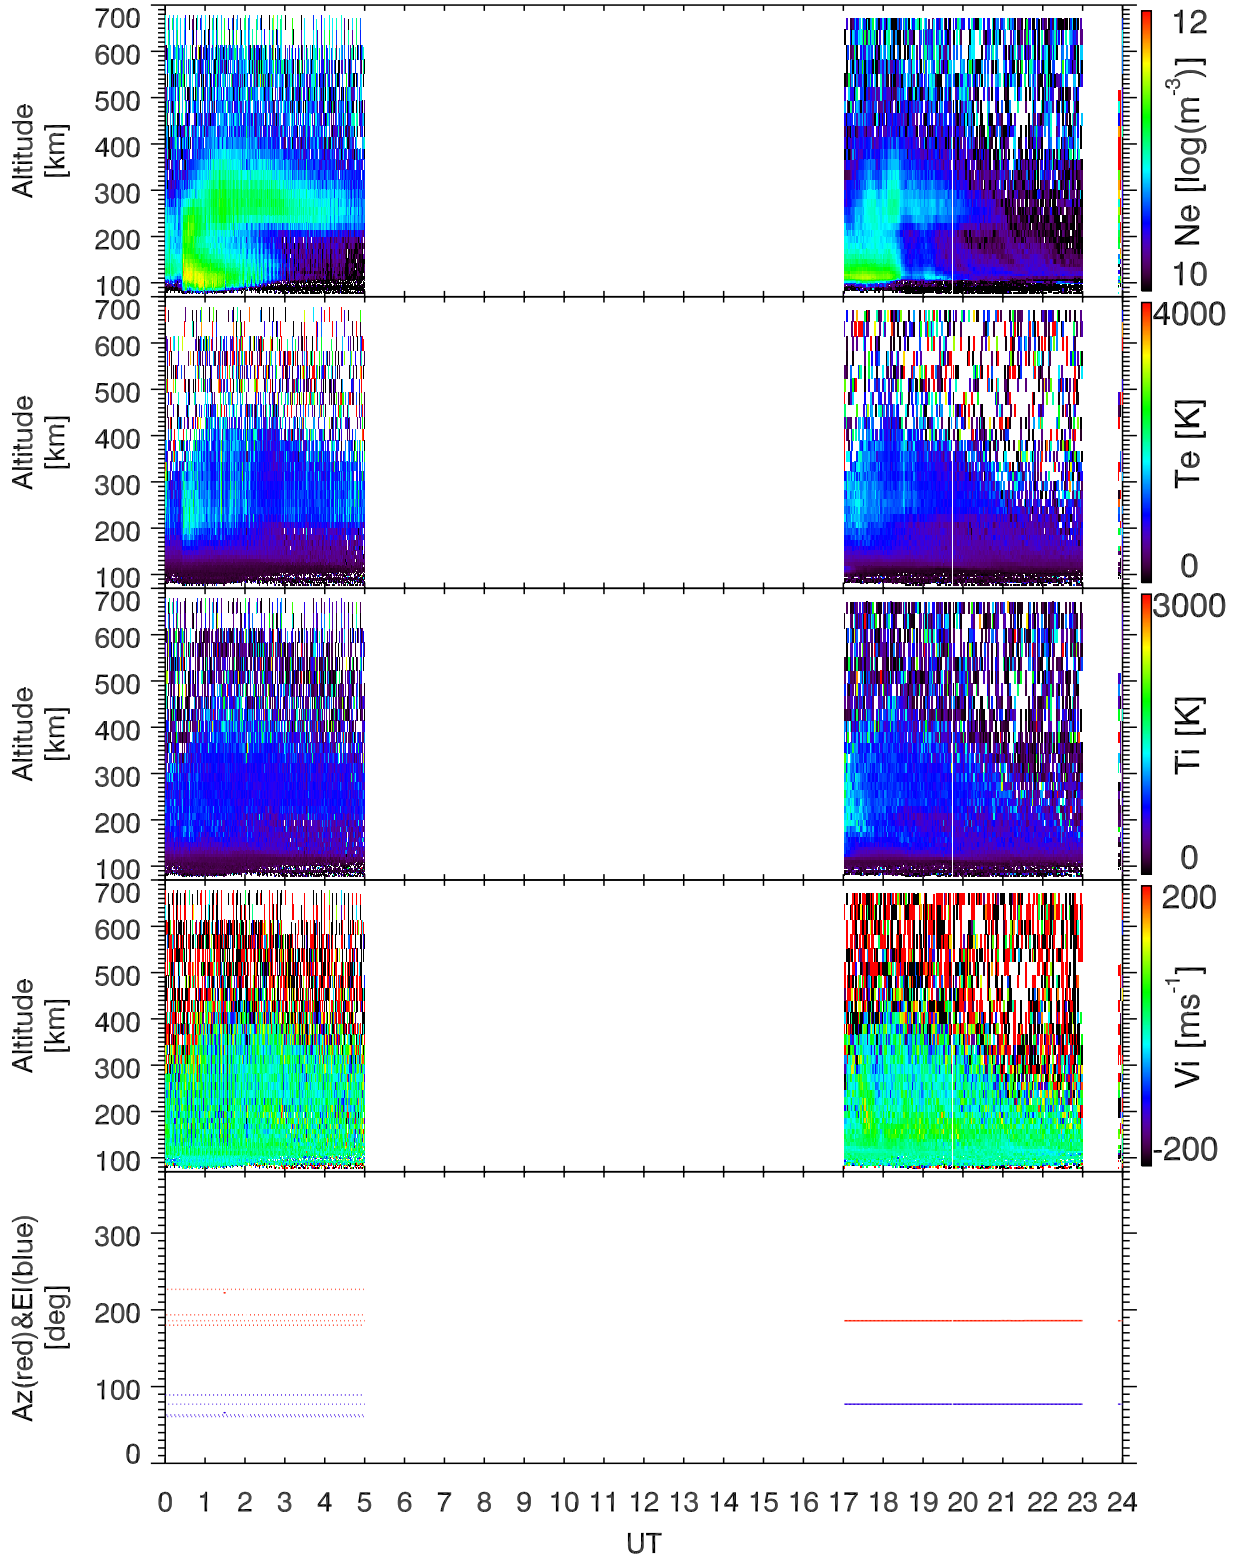 700
600
500
400
300
200
100
Altitude
[km]
12
10
Ne [log(m⁻³)]
700
600
500
400
300
200
100
Altitude
[km]
4000
0
Te [K]
700
600
500
400
300
200
100
Altitude
[km]
3000
0
Ti [K]
700
600
500
400
300
200
100
Altitude
[km]
200
-200
Vi [ms⁻¹]
300
200
100
0
Az(red)&El(blue)
[deg]
0 1 2 3 4 5 6 7 8 9 10 11 12 13 14 15 16 17 18 19 20 21 22 23 24
UT